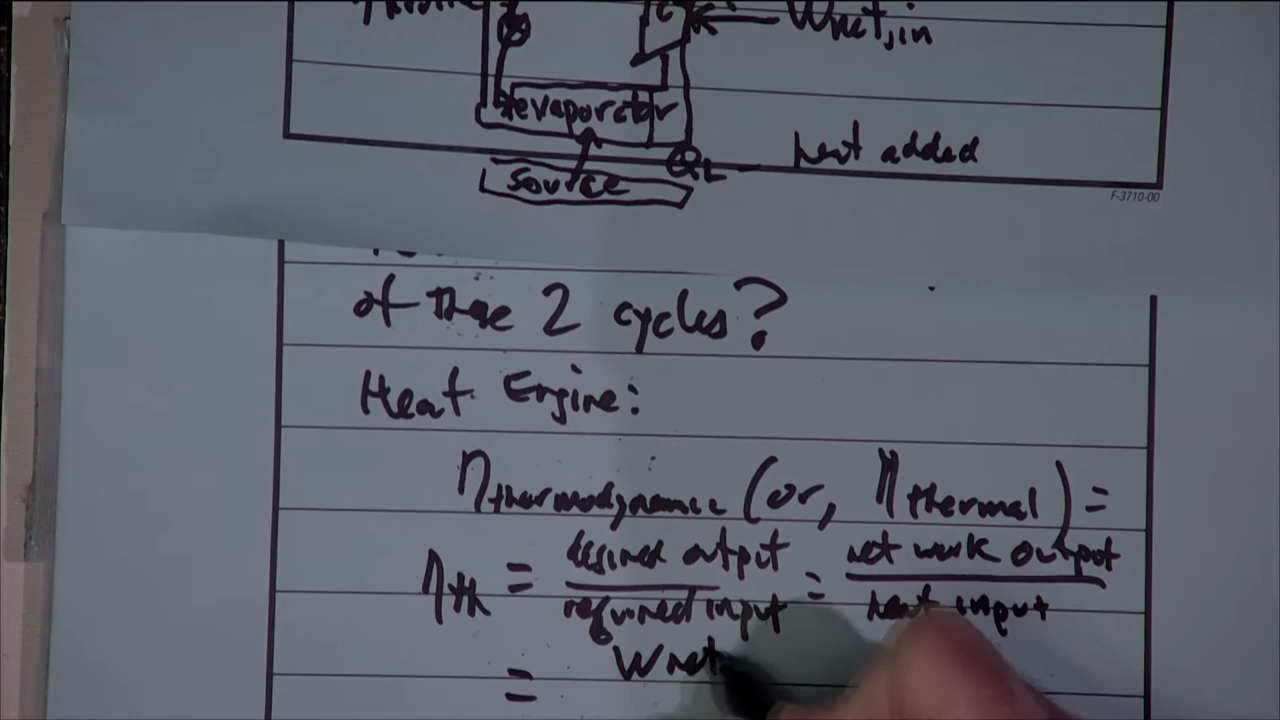 Wnet,in
evaporator
QL — heat added
source
F-3710-00
of these 2 cycles?
Heat Engine:
ηthermodynamic (or, ηthermal) =
ηth = desired output / required input = net work output / heat input
= Wnet